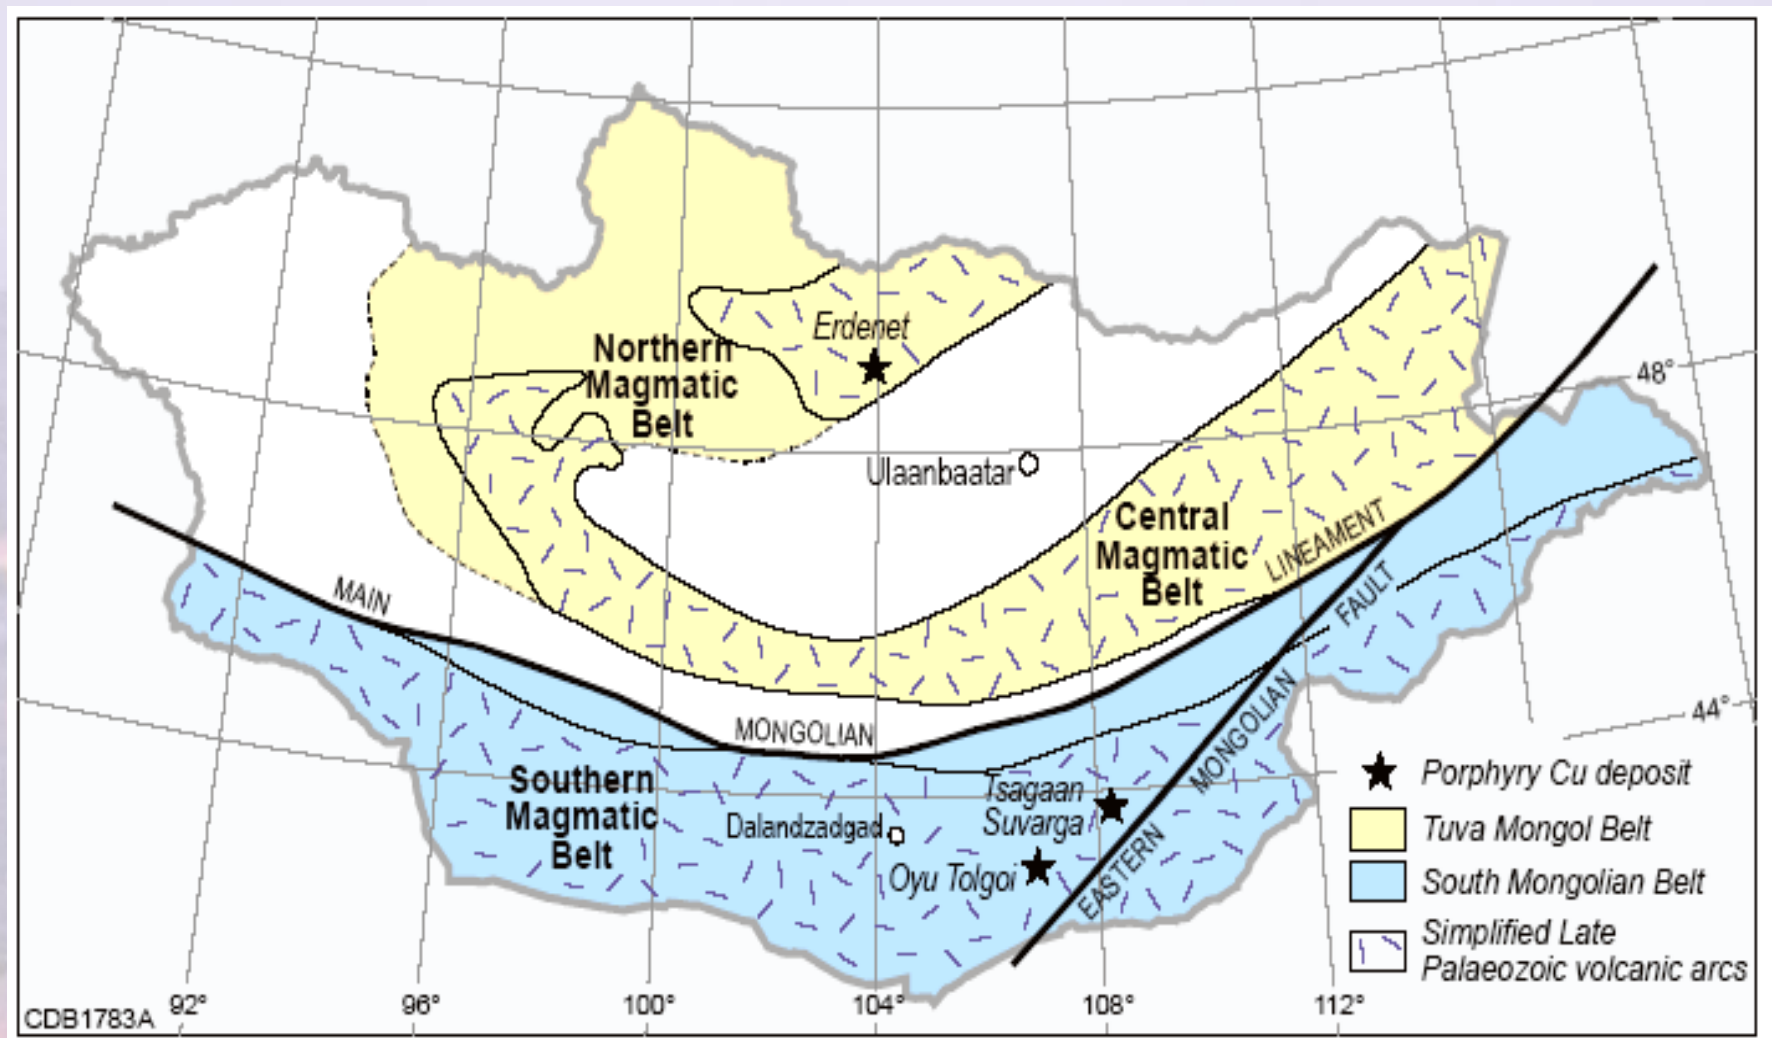 Erdenet
Northern
Magmatic
Belt
48°
Ulaanbaatar
Central
Magmatic
Belt
LINEAMENT
MAIN
FAULT
MONGOLIAN
MONGOLIAN
44°
Southern
Magmatic
Belt
Tsagaan
Suvarga
Dalandzadgad
Oyu Tolgoi
EASTERN
Porphyry Cu deposit
Tuva Mongol Belt
South Mongolian Belt
Simplified Late
Palaeozoic volcanic arcs
92° 96° 100° 104° 108° 112°
CDB1783A